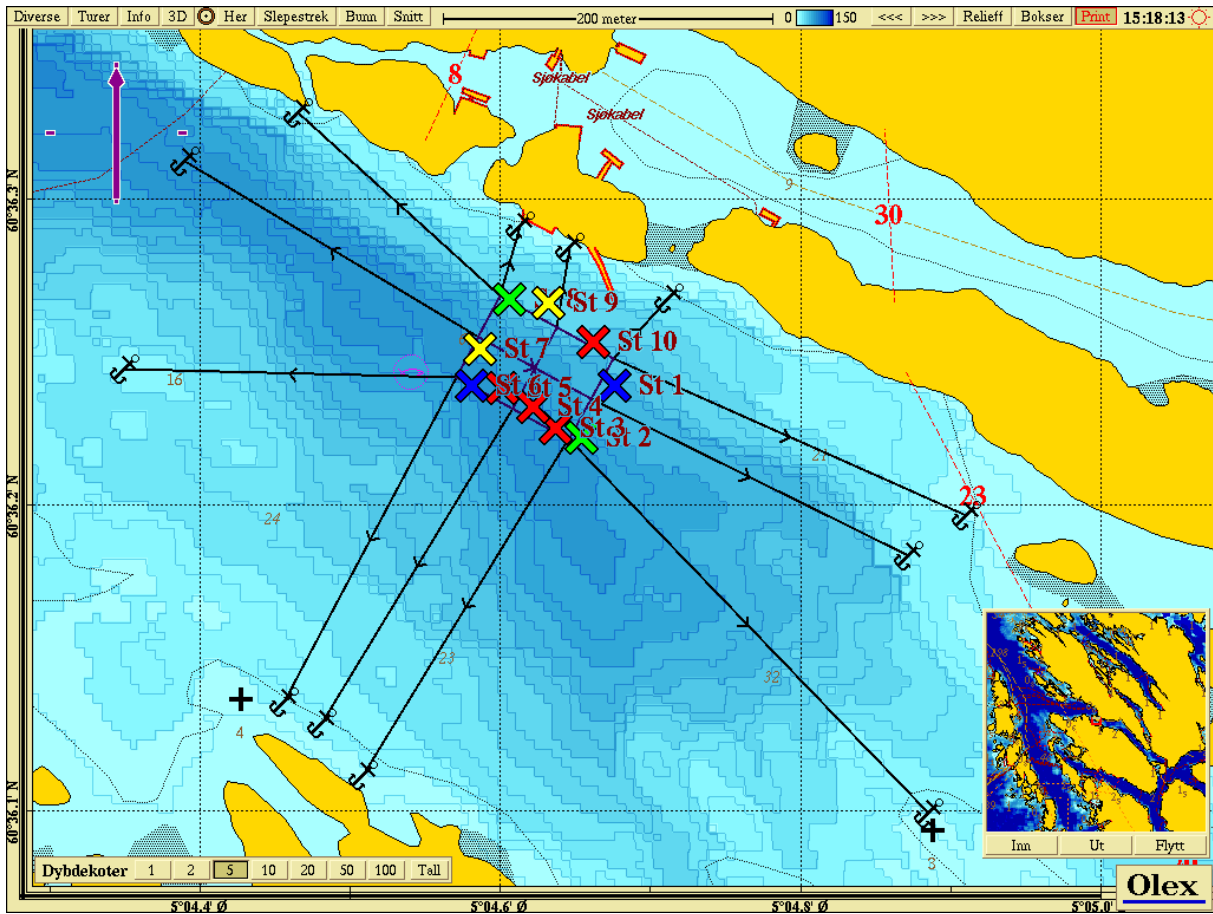 Diverse Turer Info 3D Her Slepestrek Bunn Snitt 200 meter 0 150 <<< >>> Relieff Bokser Print 15:18:13
8
Sjøkabel
Sjøkabel
9
60°36.3' N
30
St 9
St 10
St 7
16
St 6
St 5
St 1
St 4
St 3
St 2
21
23
60°36.2' N
24
23
32
4
60°36.1' N
3
Inn Ut Flytt
Dybdekoter 1 2 5 10 20 50 100 Tall
Olex
5°04.4' Ø 5°04.6' Ø 5°04.8' Ø 5°05.0' Ø